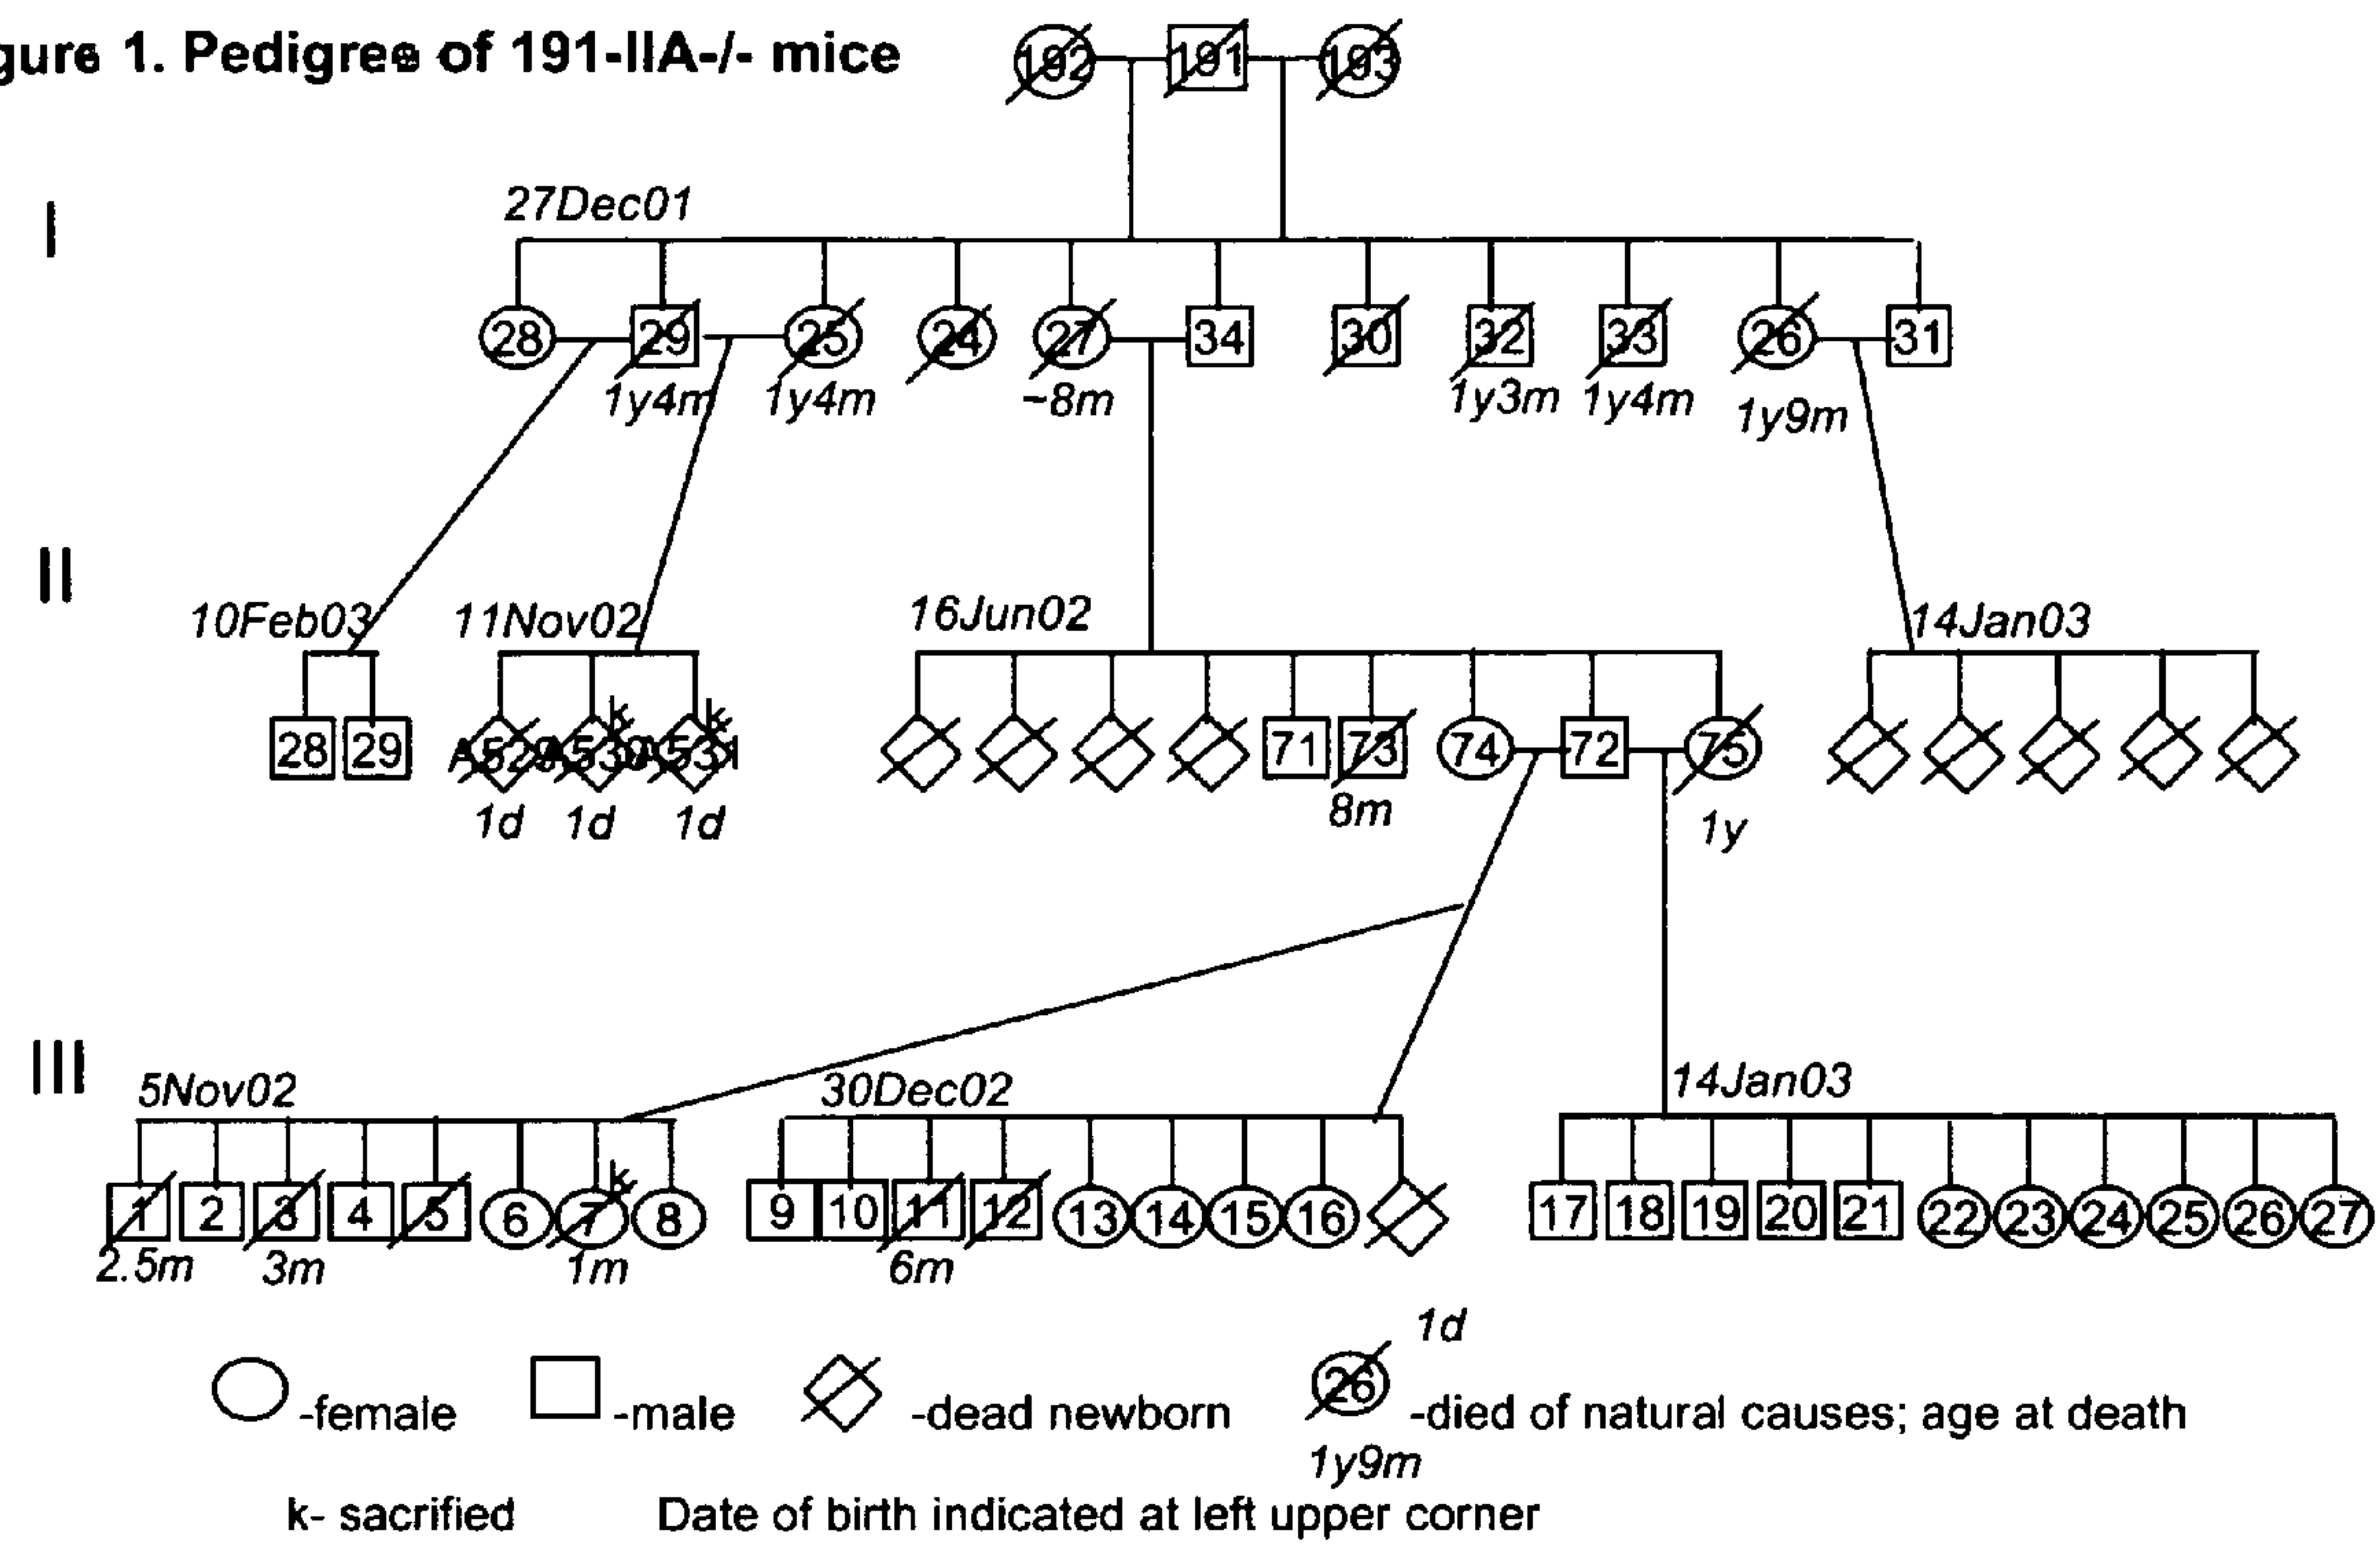 gure 1. Pedigree of 191-IIA-/- mice
192 191 193
I
27Dec01
28 29 25 24 27 34 30 32 33 26 31
1y4m 1y4m ~8m 1y3m 1y4m 1y9m
II
10Feb03 11Nov02 16Jun02 14Jan03
k k
28 29 A529 A530 A531 71 73 74 72 75
1d 1d 1d 8m 1y
III
5Nov02 30Dec02 14Jan03
k
1 2 3 4 5 6 7 8 9 10 11 12 13 14 15 16 17 18 19 20 21 22 23 24 25 26 27
2.5m 3m 1m 6m
1d
-female -male -dead newborn 26 -died of natural causes; age at death
1y9m
k- sacrified Date of birth indicated at left upper corner